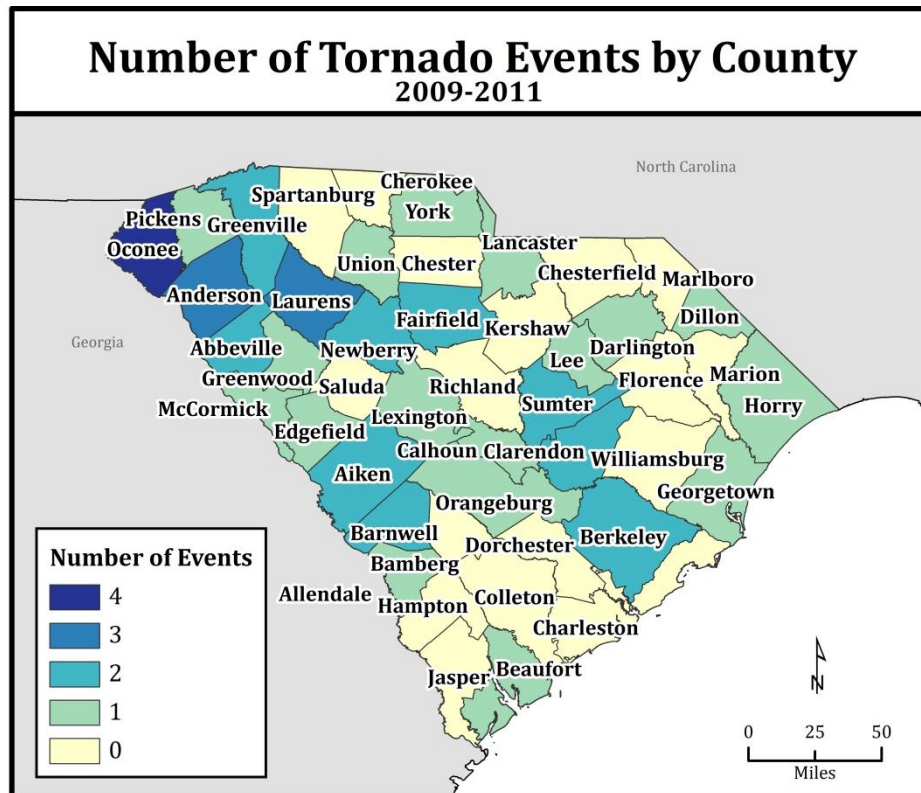 Number of Tornado Events by County
2009-2011
North Carolina
Cherokee
Spartanburg
York
Pickens
Greenville
Lancaster
Oconee
Union
Chester
Chesterfield
Marlboro
Anderson
Laurens
Fairfield
Dillon
Kershaw
Georgia
Abbeville
Newberry
Darlington
Lee
Greenwood
Saluda
Richland
Florence
Marion
McCormick
Lexington
Sumter
Horry
Edgefield
Calhoun
Clarendon
Williamsburg
Aiken
Georgetown
Orangeburg
Barnwell
Dorchester
Berkeley
Bamberg
Allendale
Hampton
Colleton
Charleston
Beaufort
Jasper
Number of Events
4
3
2
1
0
N
0 25 50
Miles